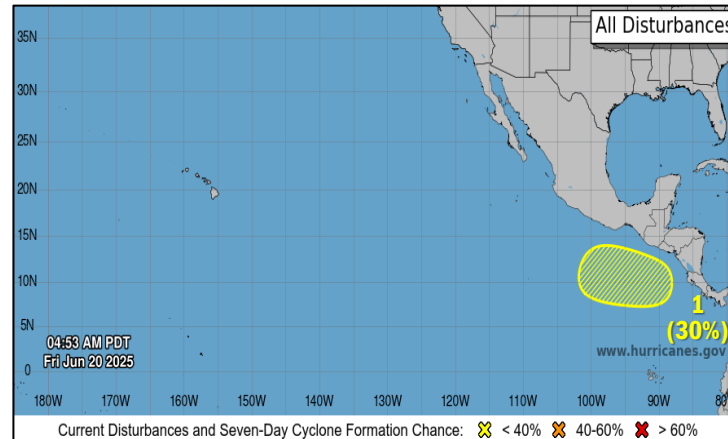 All Disturbances
35N
30N
25N
20N
15N
10N
5N
0
1
(30%)
www.hurricanes.gov
04:53 AM PDT
Fri Jun 20 2025
180W 170W 160W 150W 140W 130W 120W 110W 100W 90W 80W
Current Disturbances and Seven-Day Cyclone Formation Chance: < 40% 40-60% > 60%